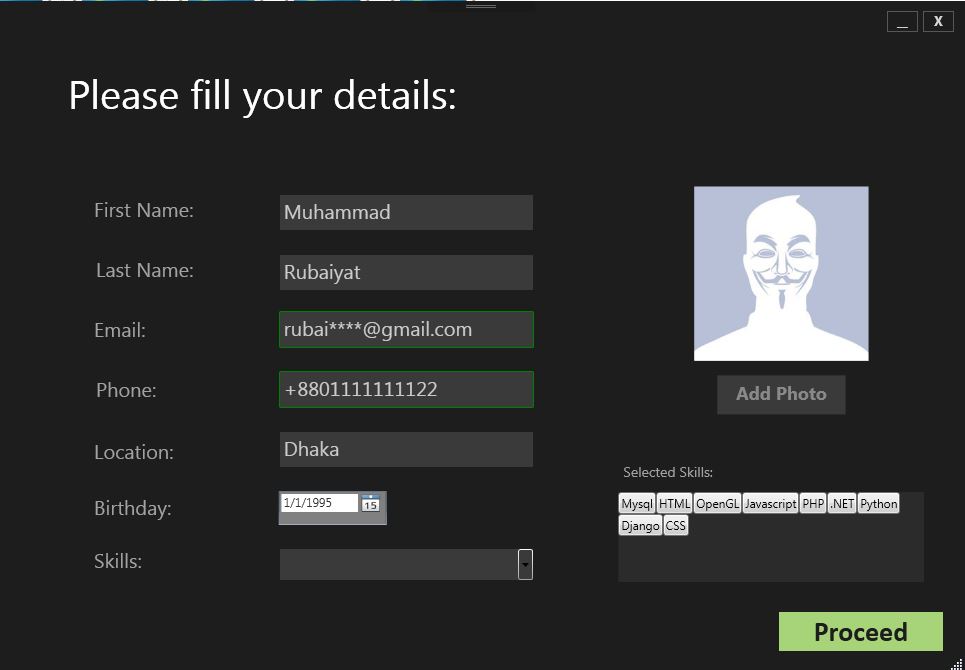 _ X
Please fill your details:
First Name: Muhammad
Last Name: Rubaiyat
Email: rubai****@gmail.com
Phone: +8801111111122
Add Photo
Location: Dhaka
Selected Skills:
Birthday: 1/1/1995 15
Mysql HTML OpenGL Javascript PHP .NET Python
Django CSS
Skills:
Proceed